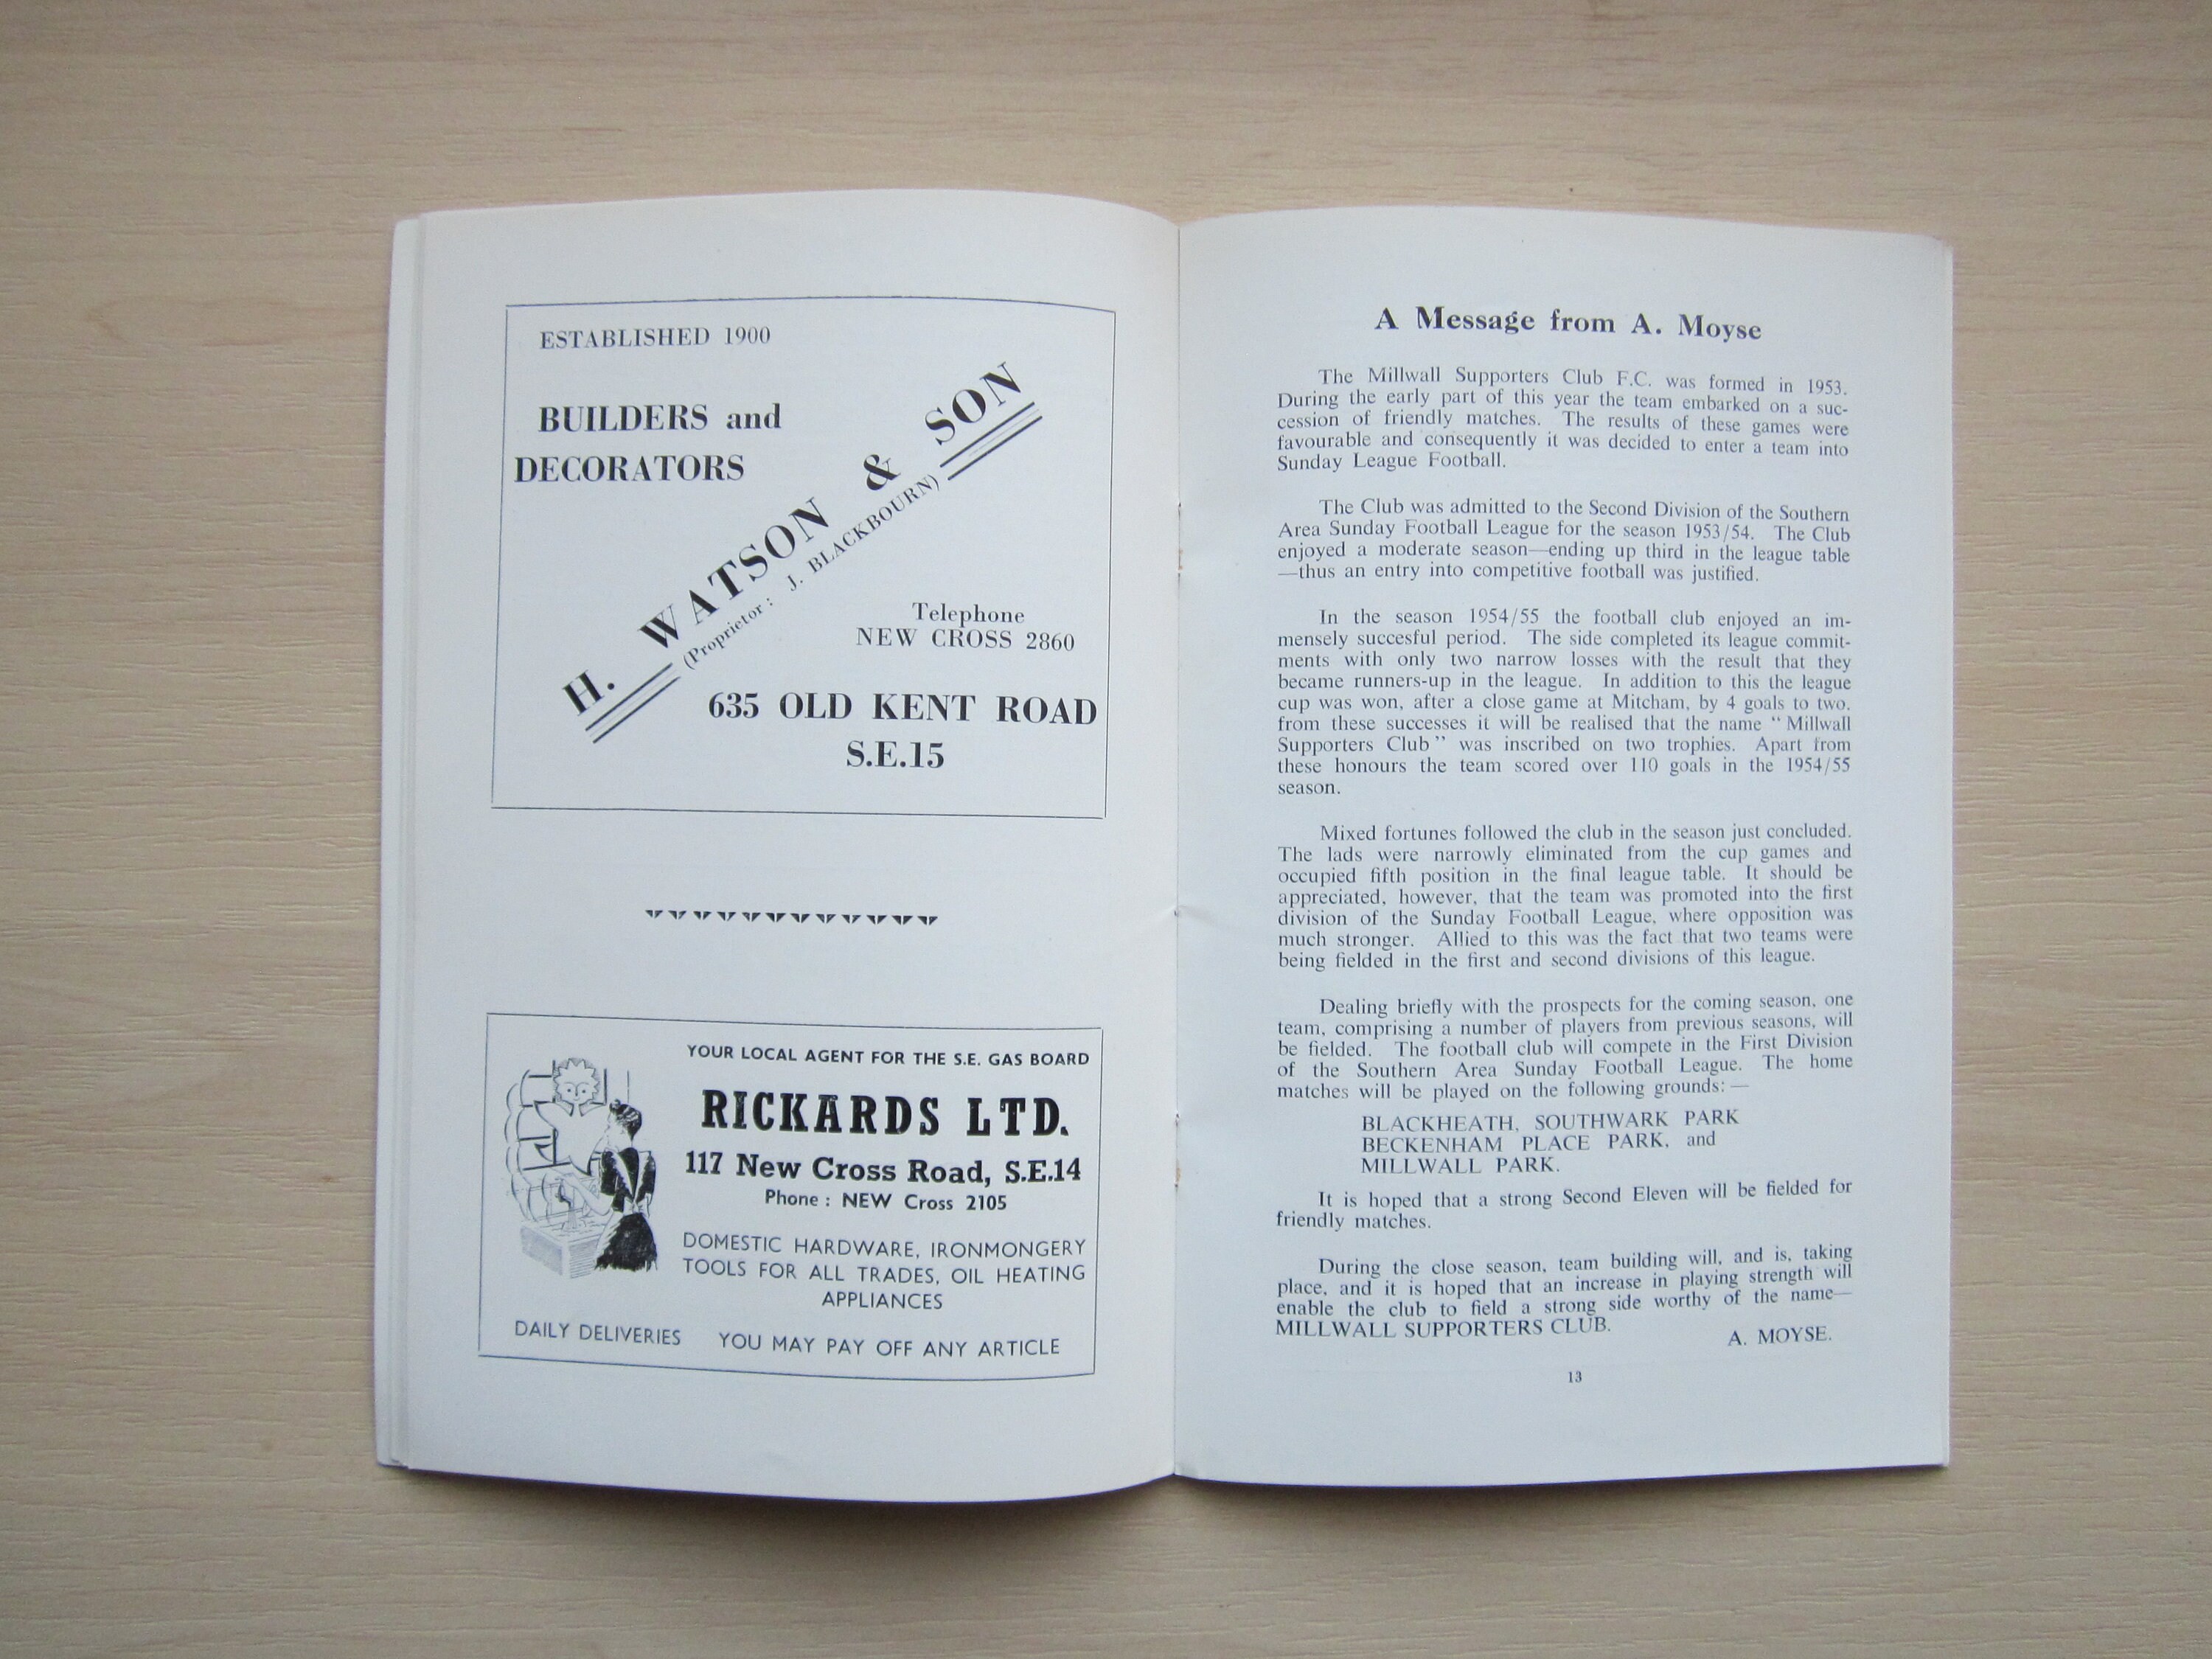 ESTABLISHED 1900
BUILDERS and
DECORATORS
H. WATSON & SON
(Proprietor: J. BLACKBOURN)
Telephone
NEW CROSS 2860
635 OLD KENT ROAD
S.E.15
YOUR LOCAL AGENT FOR THE S.E. GAS BOARD
RICKARDS LTD.
117 New Cross Road, S.E.14
Phone: NEW Cross 2105
DOMESTIC HARDWARE, IRONMONGERY
TOOLS FOR ALL TRADES, OIL HEATING
APPLIANCES
DAILY DELIVERIES YOU MAY PAY OFF ANY ARTICLE
A Message from A. Moyse
The Millwall Supporters Club F.C. was formed in 1953.
During the early part of this year the team embarked on a suc-
cession of friendly matches. The results of these games were
favourable and consequently it was decided to enter a team into
Sunday League Football.
The Club was admitted to the Second Division of the Southern
Area Sunday Football League for the season 1953/54. The Club
enjoyed a moderate season—ending up third in the league table
—thus an entry into competitive football was justified.
In the season 1954/55 the football club enjoyed an im-
mensely succesful period. The side completed its league commit-
ments with only two narrow losses with the result that they
became runners-up in the league. In addition to this the league
cup was won, after a close game at Mitcham, by 4 goals to two.
from these successes it will be realised that the name "Millwall
Supporters Club" was inscribed on two trophies. Apart from
these honours the team scored over 110 goals in the 1954/55
season.
Mixed fortunes followed the club in the season just concluded.
The lads were narrowly eliminated from the cup games and
occupied fifth position in the final league table. It should be
appreciated, however, that the team was promoted into the first
division of the Sunday Football League, where opposition was
much stronger. Allied to this was the fact that two teams were
being fielded in the first and second divisions of this league.
Dealing briefly with the prospects for the coming season, one
team, comprising a number of players from previous seasons, will
be fielded. The football club will compete in the First Division
of the Southern Area Sunday Football League. The home
matches will be played on the following grounds:—
BLACKHEATH, SOUTHWARK PARK
BECKENHAM PLACE PARK, and
MILLWALL PARK.
It is hoped that a strong Second Eleven will be fielded for
friendly matches.
During the close season, team building will, and is, taking
place, and it is hoped that an increase in playing strength will
enable the club to field a strong side worthy of the name—
MILLWALL SUPPORTERS CLUB.
A. MOYSE.
13